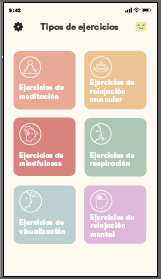 9:42
Tipos de ejercicios
Ejercicios de
meditación
Ejercicios de
relajación
muscular
Ejercicios de
mindfulness
Ejercicios de
respiración
Ejercicios de
visualización
Ejercicios de
relajación
mental